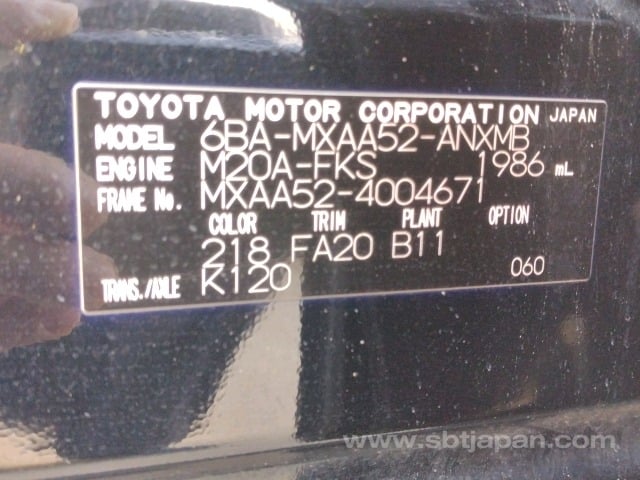 TOYOTA MOTOR CORPORATION JAPAN
MODEL 6BA-MXAA52-ANXMB
ENGINE M20A-FKS 1986 mL
FRAME No. MXAA52-4004671
COLOR TRIM PLANT OPTION
218 FA20 B11
TRANS./AXLE K120 060
www.sbtjapan.com